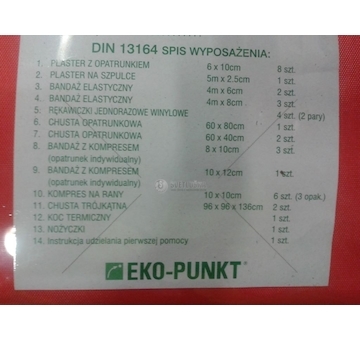 DIN 13164 SPIS WYPOSAŻENIA:
1. PLASTER Z OPATRUNKIEM 6 x 10cm 8 szt.
2. PLASTER NA SZPULCE 5m x 2.5cm 1 szt.
3. BANDAŻ ELASTYCZNY 4m x 6cm 2 szt.
4. BANDAŻ ELASTYCZNY 4m x 8cm 3 szt.
5. RĘKAWICZKI JEDNORAZOWE WINYLOWE 4 szt. (2 pary)
6. CHUSTA OPATRUNKOWA 60 x 80cm 1 szt.
7. CHUSTA OPATRUNKOWA 60 x 40cm 2 szt.
8. BANDAŻ Z KOMPRESEM 8 x 10cm 3 szt.
(opatrunek indywidualny)
9. BANDAŻ Z KOMPRESEM 10 x 12cm 1 szt.
(opatrunek indywidualny)
10. KOMPRES NA RANY 10 x 10cm 6 szt. (3 opak.)
11. CHUSTA TRÓJKĄTNA 96 x 96 x 136cm 2 szt.
12. KOC TERMICZNY 1 szt.
13. NOŻYCZKI 1 szt.
14. Instrukcja udzielania pierwszej pomocy 1 szt.
EKO-PUNKT